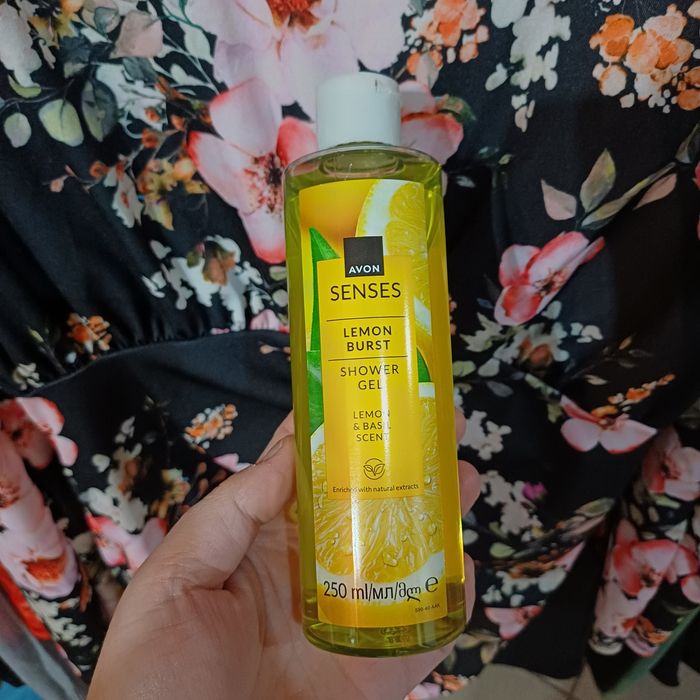 AVON
SENSES
LEMON
BURST
SHOWER
GEL
LEMON
& BASIL
SCENT
Enriched with natural extracts
250 ml/мл/მლ e